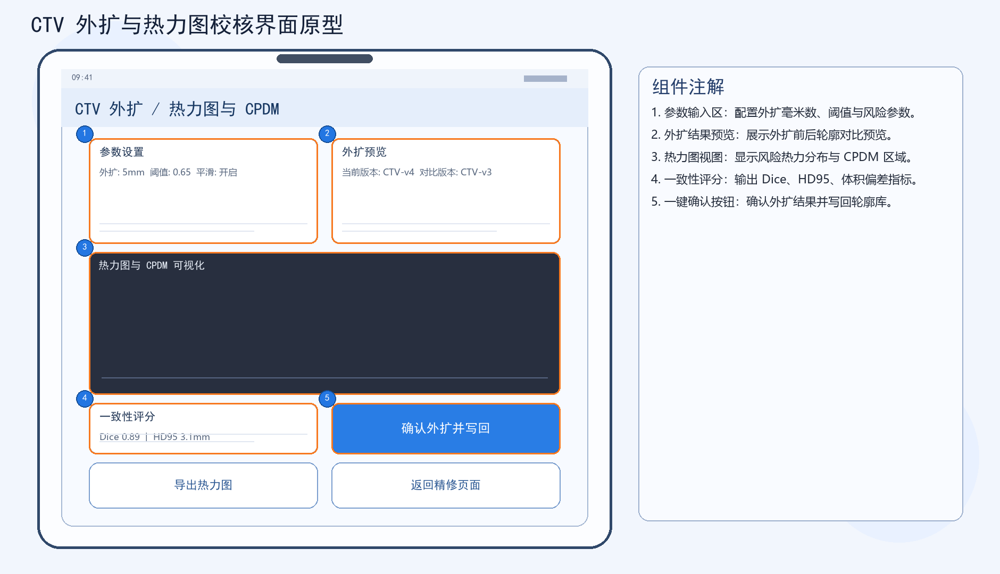 CTV 外扩与热力图校核界面原型
09:41
CTV 外扩 / 热力图与 CPDM
1
参数设置
外扩: 5mm 阈值: 0.65 平滑: 开启
2
外扩预览
当前版本: CTV-v4 对比版本: CTV-v3
3
热力图与 CPDM 可视化
4
一致性评分
Dice 0.89 | HD95 3.1mm
5
确认外扩并写回
导出热力图
返回精修页面
组件注解
1. 参数输入区：配置外扩毫米数、阈值与风险参数。
2. 外扩结果预览：展示外扩前后轮廓对比预览。
3. 热力图视图：显示风险热力分布与 CPDM 区域。
4. 一致性评分：输出 Dice、HD95、体积偏差指标。
5. 一键确认按钮：确认外扩结果并写回轮廓库。